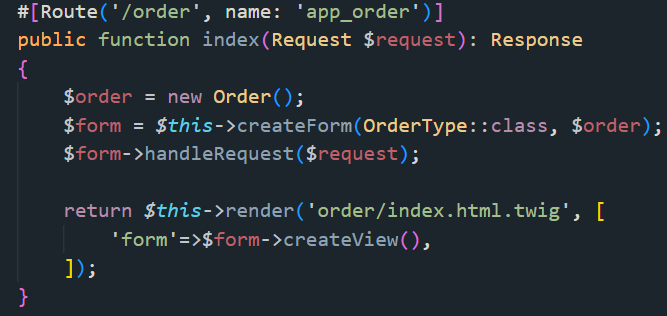 #[Route('/order', name: 'app_order')]
public function index(Request $request): Response
{
    $order = new Order();
    $form = $this->createForm(OrderType::class, $order);
    $form->handleRequest($request);

    return $this->render('order/index.html.twig', [
        'form'=>$form->createView(),
    ]);
}